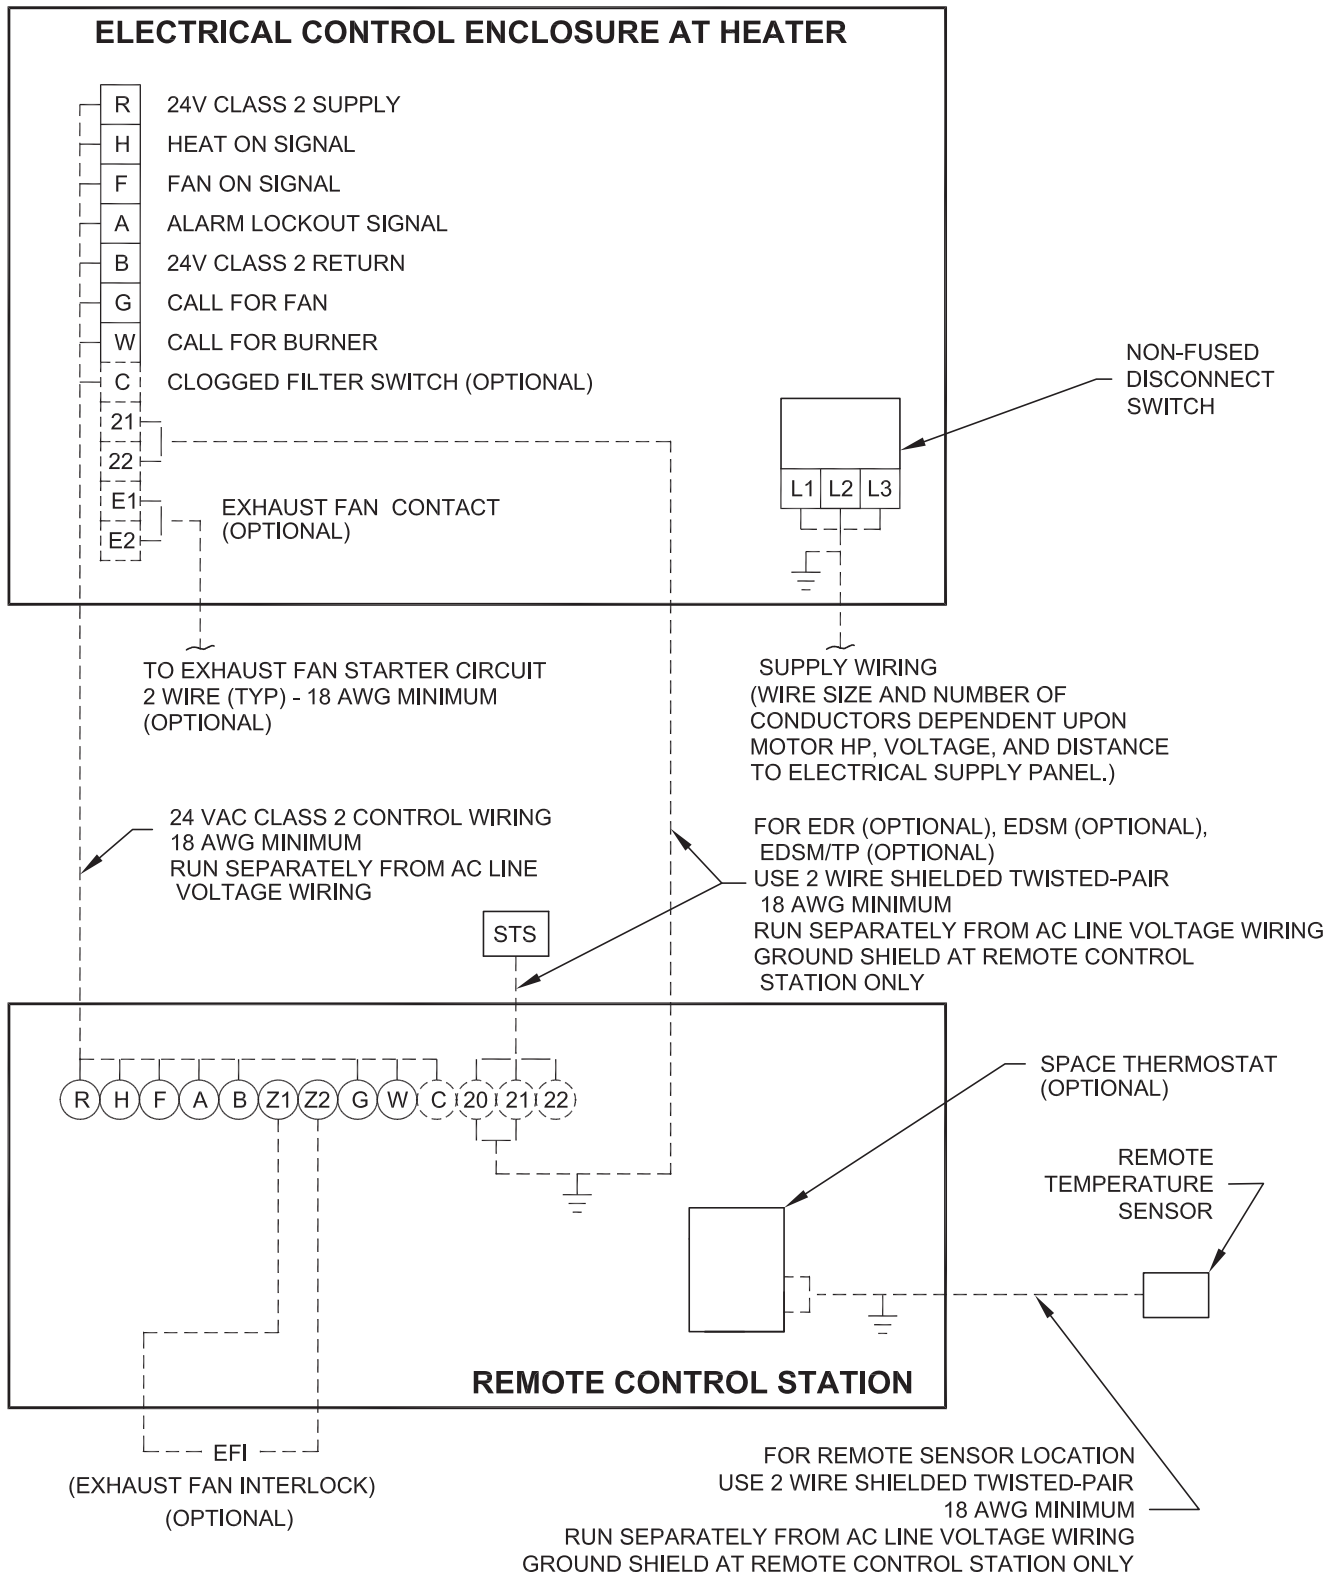 ELECTRICAL CONTROL ENCLOSURE AT HEATER
R 24V CLASS 2 SUPPLY
H HEAT ON SIGNAL
F FAN ON SIGNAL
A ALARM LOCKOUT SIGNAL
B 24V CLASS 2 RETURN
G CALL FOR FAN
W CALL FOR BURNER
C CLOGGED FILTER SWITCH (OPTIONAL)
21
22
E1
E2
EXHAUST FAN CONTACT
(OPTIONAL)
NON-FUSED
DISCONNECT
SWITCH
L1 L2 L3
TO EXHAUST FAN STARTER CIRCUIT
2 WIRE (TYP) - 18 AWG MINIMUM
(OPTIONAL)
SUPPLY WIRING
(WIRE SIZE AND NUMBER OF
CONDUCTORS DEPENDENT UPON
MOTOR HP, VOLTAGE, AND DISTANCE
TO ELECTRICAL SUPPLY PANEL.)
24 VAC CLASS 2 CONTROL WIRING
18 AWG MINIMUM
RUN SEPARATELY FROM AC LINE
VOLTAGE WIRING
FOR EDR (OPTIONAL), EDSM (OPTIONAL),
EDSM/TP (OPTIONAL)
USE 2 WIRE SHIELDED TWISTED-PAIR
18 AWG MINIMUM
RUN SEPARATELY FROM AC LINE VOLTAGE WIRING
GROUND SHIELD AT REMOTE CONTROL
STATION ONLY
STS
R H F A B Z1 Z2 G W C 20 21 22
SPACE THERMOSTAT
(OPTIONAL)
REMOTE
TEMPERATURE
SENSOR
REMOTE CONTROL STATION
EFI
(EXHAUST FAN INTERLOCK)
(OPTIONAL)
FOR REMOTE SENSOR LOCATION
USE 2 WIRE SHIELDED TWISTED-PAIR
18 AWG MINIMUM
RUN SEPARATELY FROM AC LINE VOLTAGE WIRING
GROUND SHIELD AT REMOTE CONTROL STATION ONLY